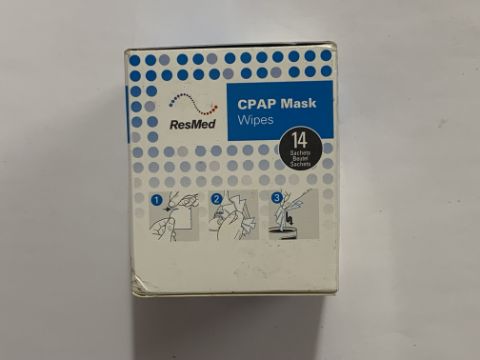 ResMed
CPAP Mask
Wipes
14
Sachets
Beutel
Sachets
1
2
3